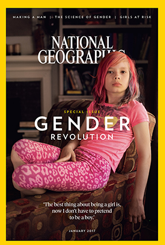 MAKING A MAN // THE SCIENCE OF GENDER | GIRLS AT RISK
NATIONAL
GEOGRAPHIC
SPECIAL ISSUE
GENDER
REVOLUTION
"The best thing about being a girl is,
now I don't have to pretend
to be a boy."
JANUARY 2017